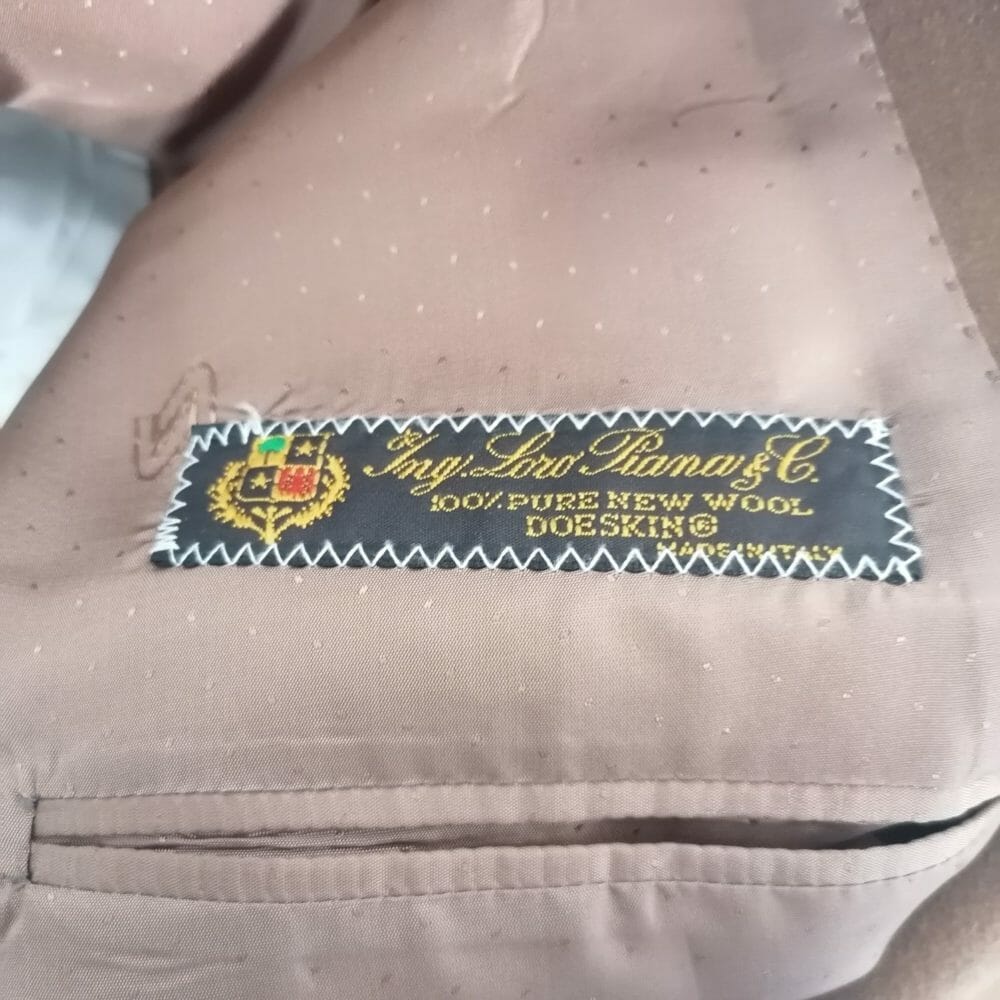 Ing. Loro Piana & C.
100% PURE NEW WOOL
DOESKIN®
MADE IN ITALY